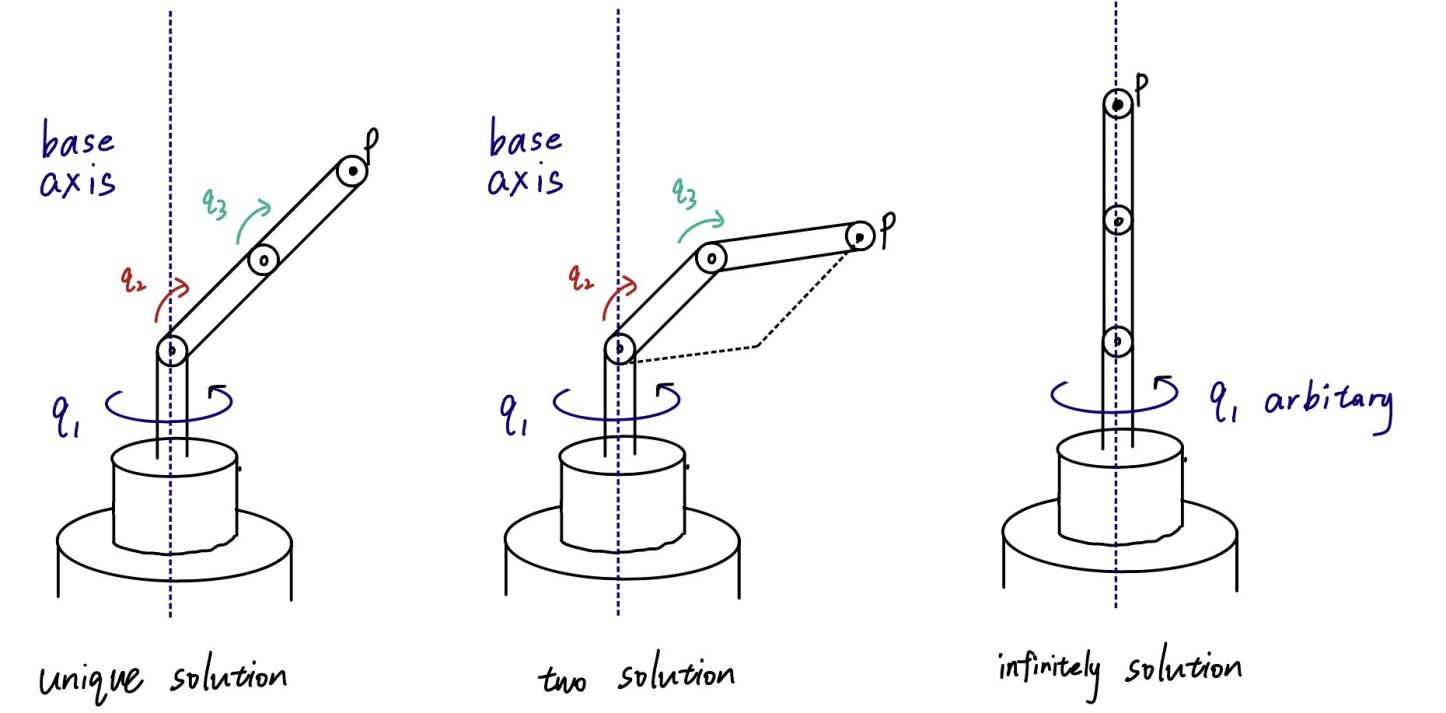 base
axis
P
q3
q2
q1
unique solution
base
axis
P
q3
q2
q1
two solution
P
q1 arbitary
infinitely solution